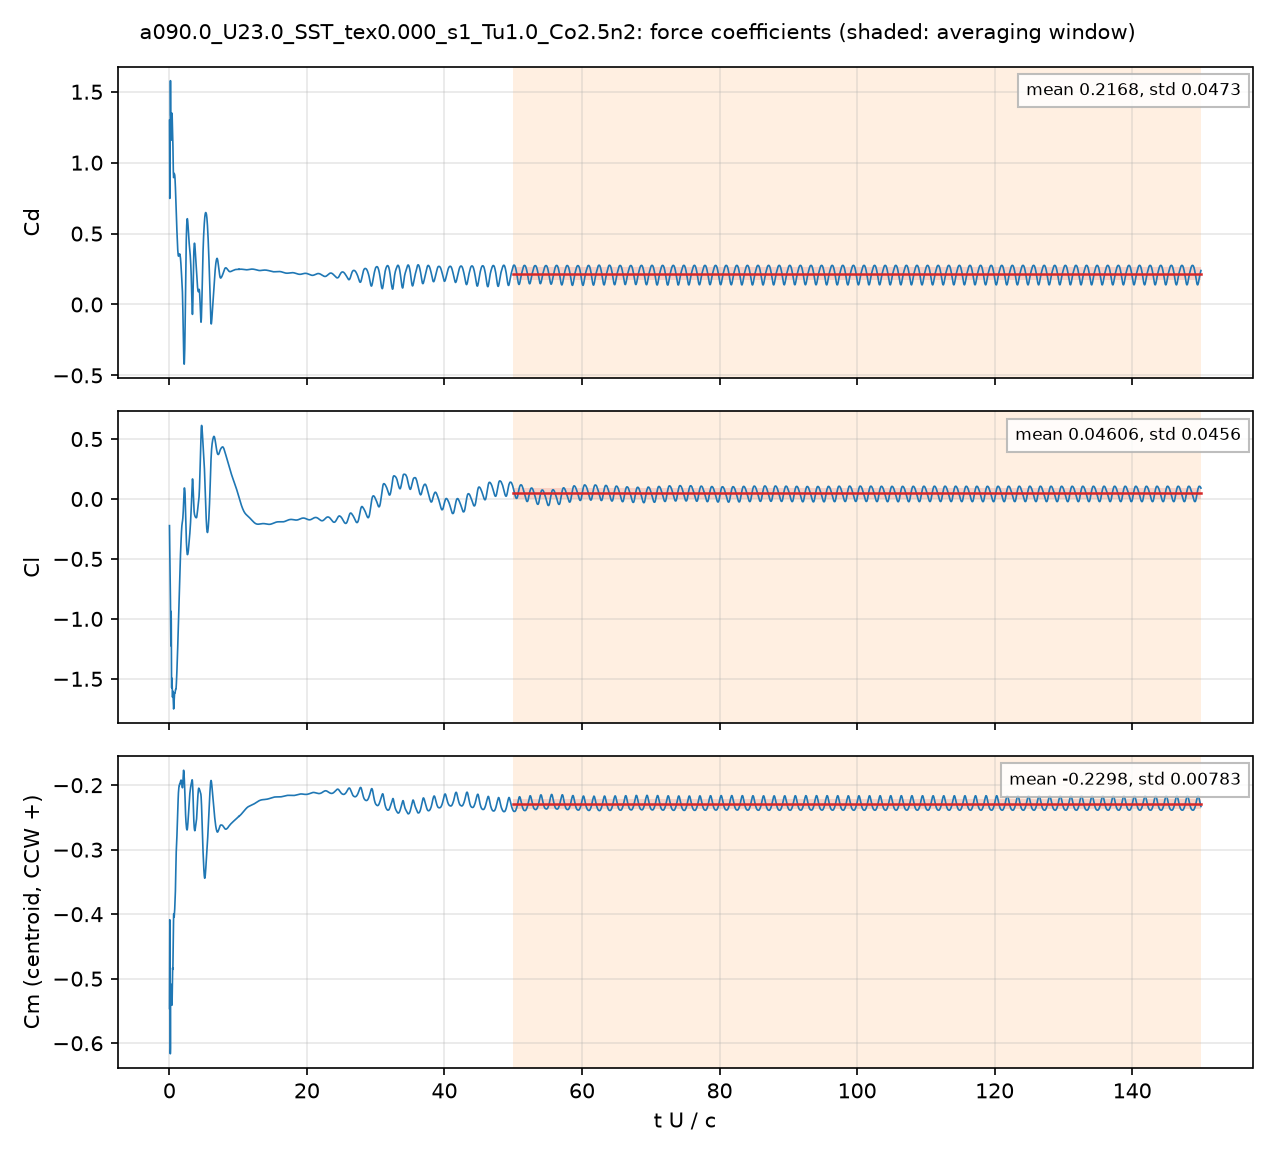 a090.0_U23.0_SST_tex0.000_s1_Tu1.0_Co2.5n2: force coefficients (shaded: averaging window)
mean 0.2168, std 0.0473
1.5
1.0
0.5
0.0
−0.5
Cd
mean 0.04606, std 0.0456
0.5
0.0
−0.5
−1.0
−1.5
Cl
mean -0.2298, std 0.00783
−0.2
−0.3
−0.4
−0.5
−0.6
Cm (centroid, CCW +)
0 20 40 60 80 100 120 140
t U / c